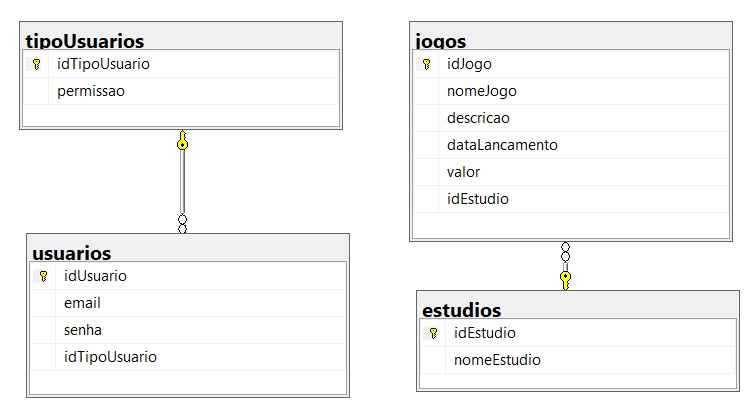 tipoUsuarios
idTipoUsuario
permissao
usuarios
idUsuario
email
senha
idTipoUsuario
jogos
idJogo
nomeJogo
descricao
dataLancamento
valor
idEstudio
estudios
idEstudio
nomeEstudio